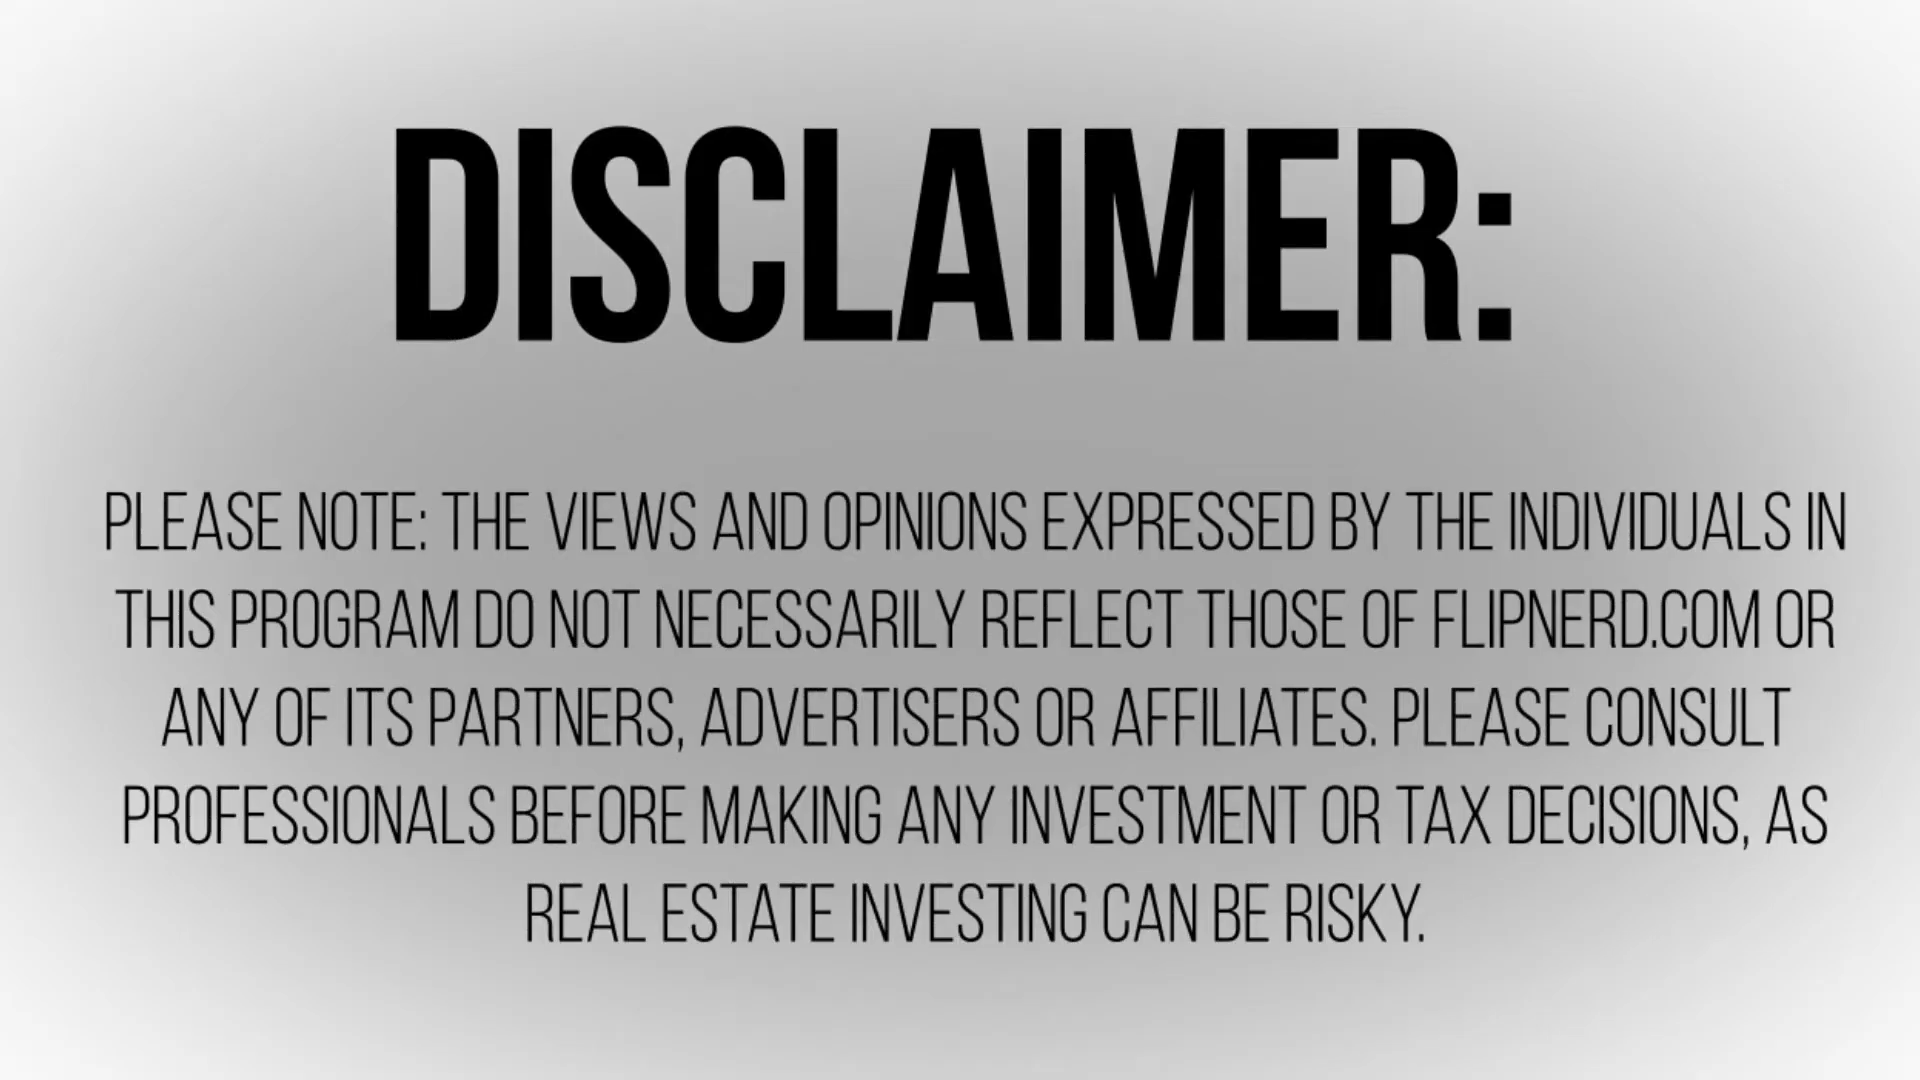 DISCLAIMER:
PLEASE NOTE: THE VIEWS AND OPINIONS EXPRESSED BY THE INDIVIDUALS IN
THIS PROGRAM DO NOT NECESSARILY REFLECT THOSE OF FLIPNERD.COM OR
ANY OF ITS PARTNERS, ADVERTISERS OR AFFILIATES. PLEASE CONSULT
PROFESSIONALS BEFORE MAKING ANY INVESTMENT OR TAX DECISIONS, AS
REAL ESTATE INVESTING CAN BE RISKY.